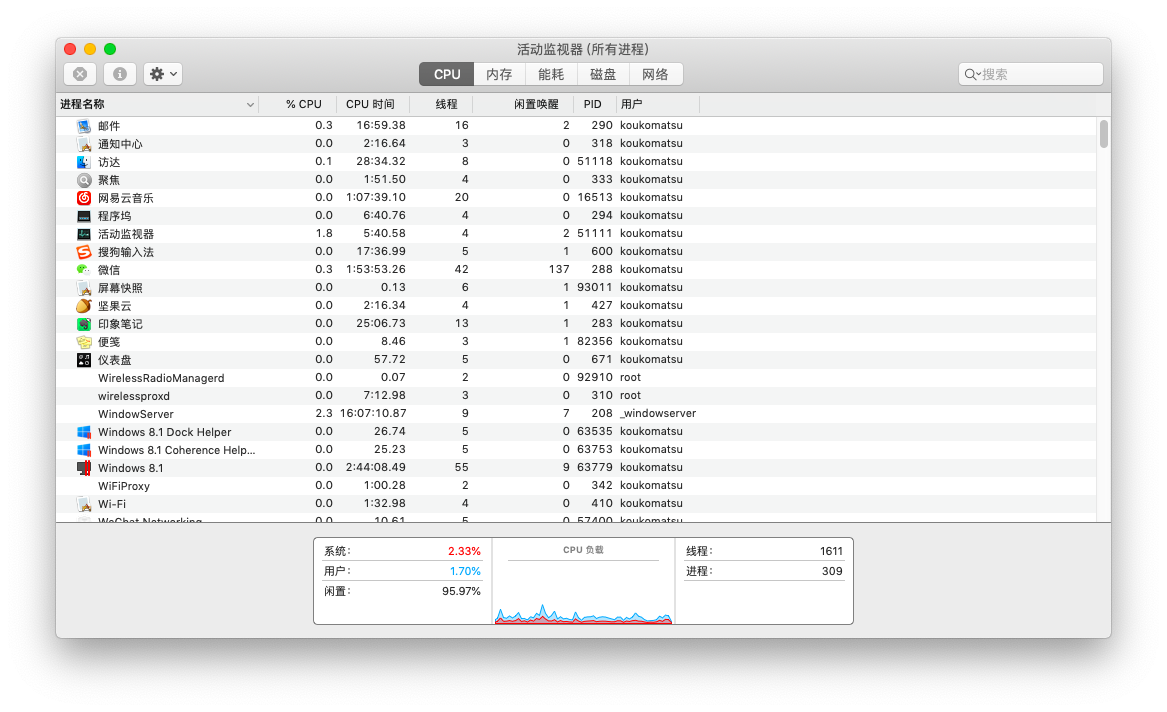 活动监视器 (所有进程)
CPU 内存 能耗 磁盘 网络 搜索
进程名称 % CPU CPU 时间 线程 闲置唤醒 PID 用户
邮件 0.3 16:59.38 16 2 290 koukomatsu
通知中心 0.0 2:16.64 3 0 318 koukomatsu
访达 0.1 28:34.32 8 0 51118 koukomatsu
聚焦 0.0 1:51.50 4 0 333 koukomatsu
网易云音乐 0.0 1:07:39.10 20 0 16513 koukomatsu
程序坞 0.0 6:40.76 4 0 294 koukomatsu
活动监视器 1.8 5:40.58 4 2 51111 koukomatsu
搜狗输入法 0.0 17:36.99 5 1 600 koukomatsu
微信 0.3 1:53:53.26 42 137 288 koukomatsu
屏幕快照 0.0 0.13 6 1 93011 koukomatsu
坚果云 0.0 2:16.34 4 1 427 koukomatsu
印象笔记 0.0 25:06.73 13 1 283 koukomatsu
便笺 0.0 8.46 3 1 82356 koukomatsu
仪表盘 0.0 57.72 5 0 671 koukomatsu
WirelessRadioManagerd 0.0 0.07 2 0 92910 root
wirelessproxd 0.0 7:12.98 3 0 310 root
WindowServer 2.3 16:07:10.87 9 7 208 _windowserver
Windows 8.1 Dock Helper 0.0 26.74 5 0 63535 koukomatsu
Windows 8.1 Coherence Help... 0.0 25.23 5 0 63753 koukomatsu
Windows 8.1 0.0 2:44:08.49 55 9 63779 koukomatsu
WiFiProxy 0.0 1:00.28 2 0 342 koukomatsu
Wi-Fi 0.0 1:32.98 4 0 410 koukomatsu
WeChat Networking 0.0 10.61 5 0 57400 koukomatsu
系统: 2.33%
用户: 1.70%
闲置: 95.97%
CPU 负载
线程: 1611
进程: 309